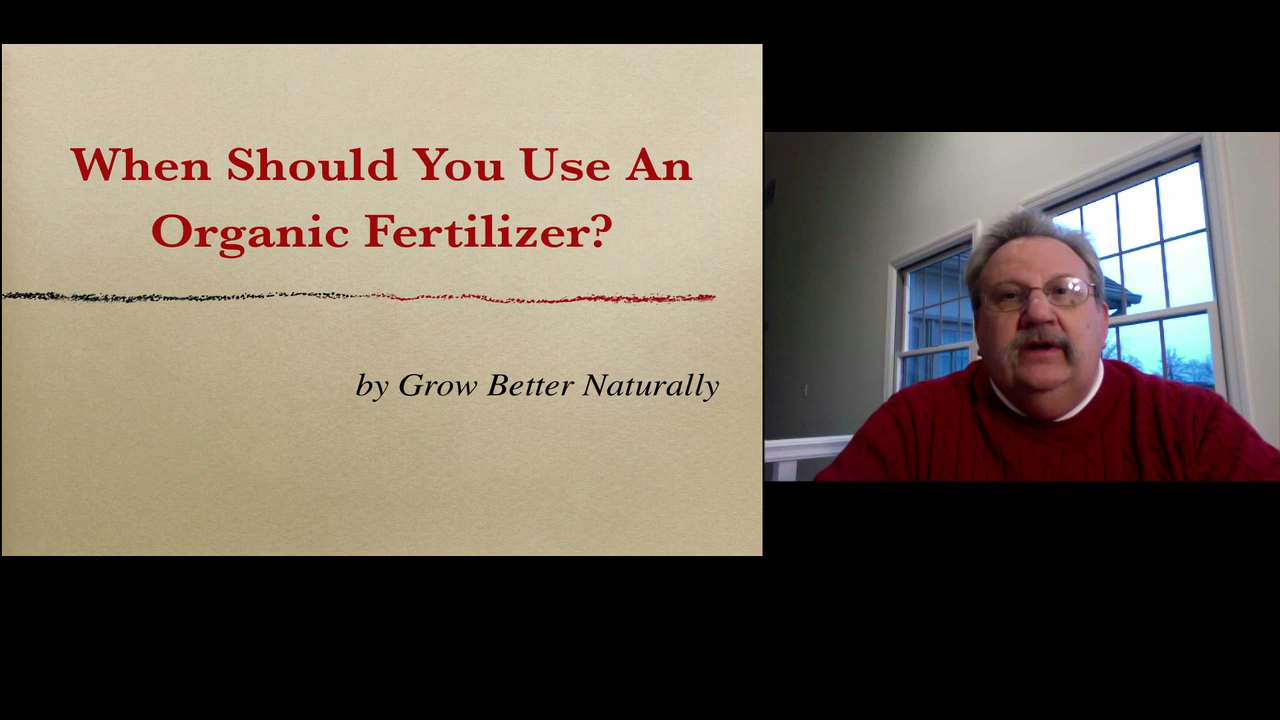 When Should You Use An
Organic Fertilizer?
by Grow Better Naturally